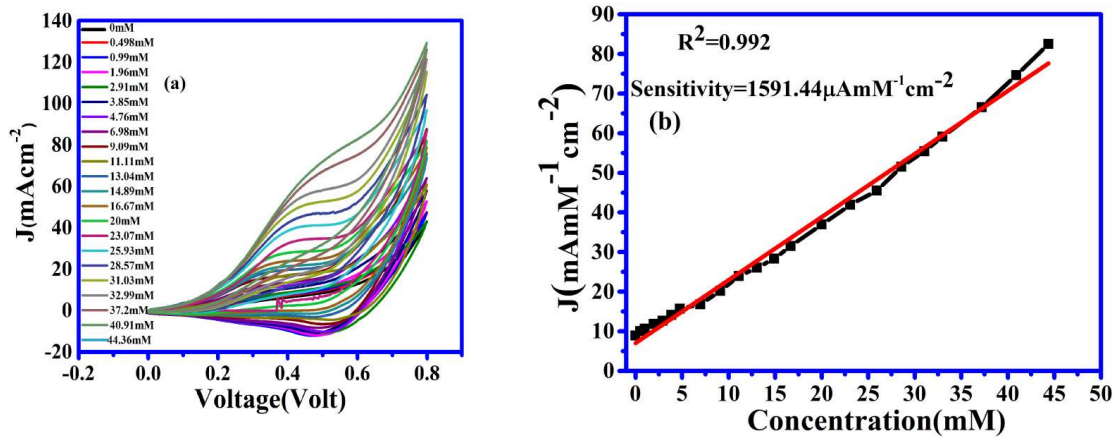 140
120
100
80
60
40
20
0
-20
J(mAcm-2)
0mM
0.498mM
0.99mM
1.96mM
2.91mM
3.85mM
4.76mM
6.98mM
9.09mM
11.11mM
13.04mM
14.89mM
16.67mM
20mM
23.07mM
25.93mM
28.57mM
31.03mM
32.99mM
37.2mM
40.91mM
44.36mM
(a)
-0.2 0.0 0.2 0.4 0.6 0.8
Voltage(Volt)
90
80
70
60
50
40
30
20
10
0
J(mAmM-1 cm-2)
R2=0.992
Sensitivity=1591.44μAmM-1cm-2
(b)
0 5 10 15 20 25 30 35 40 45 50
Concentration(mM)